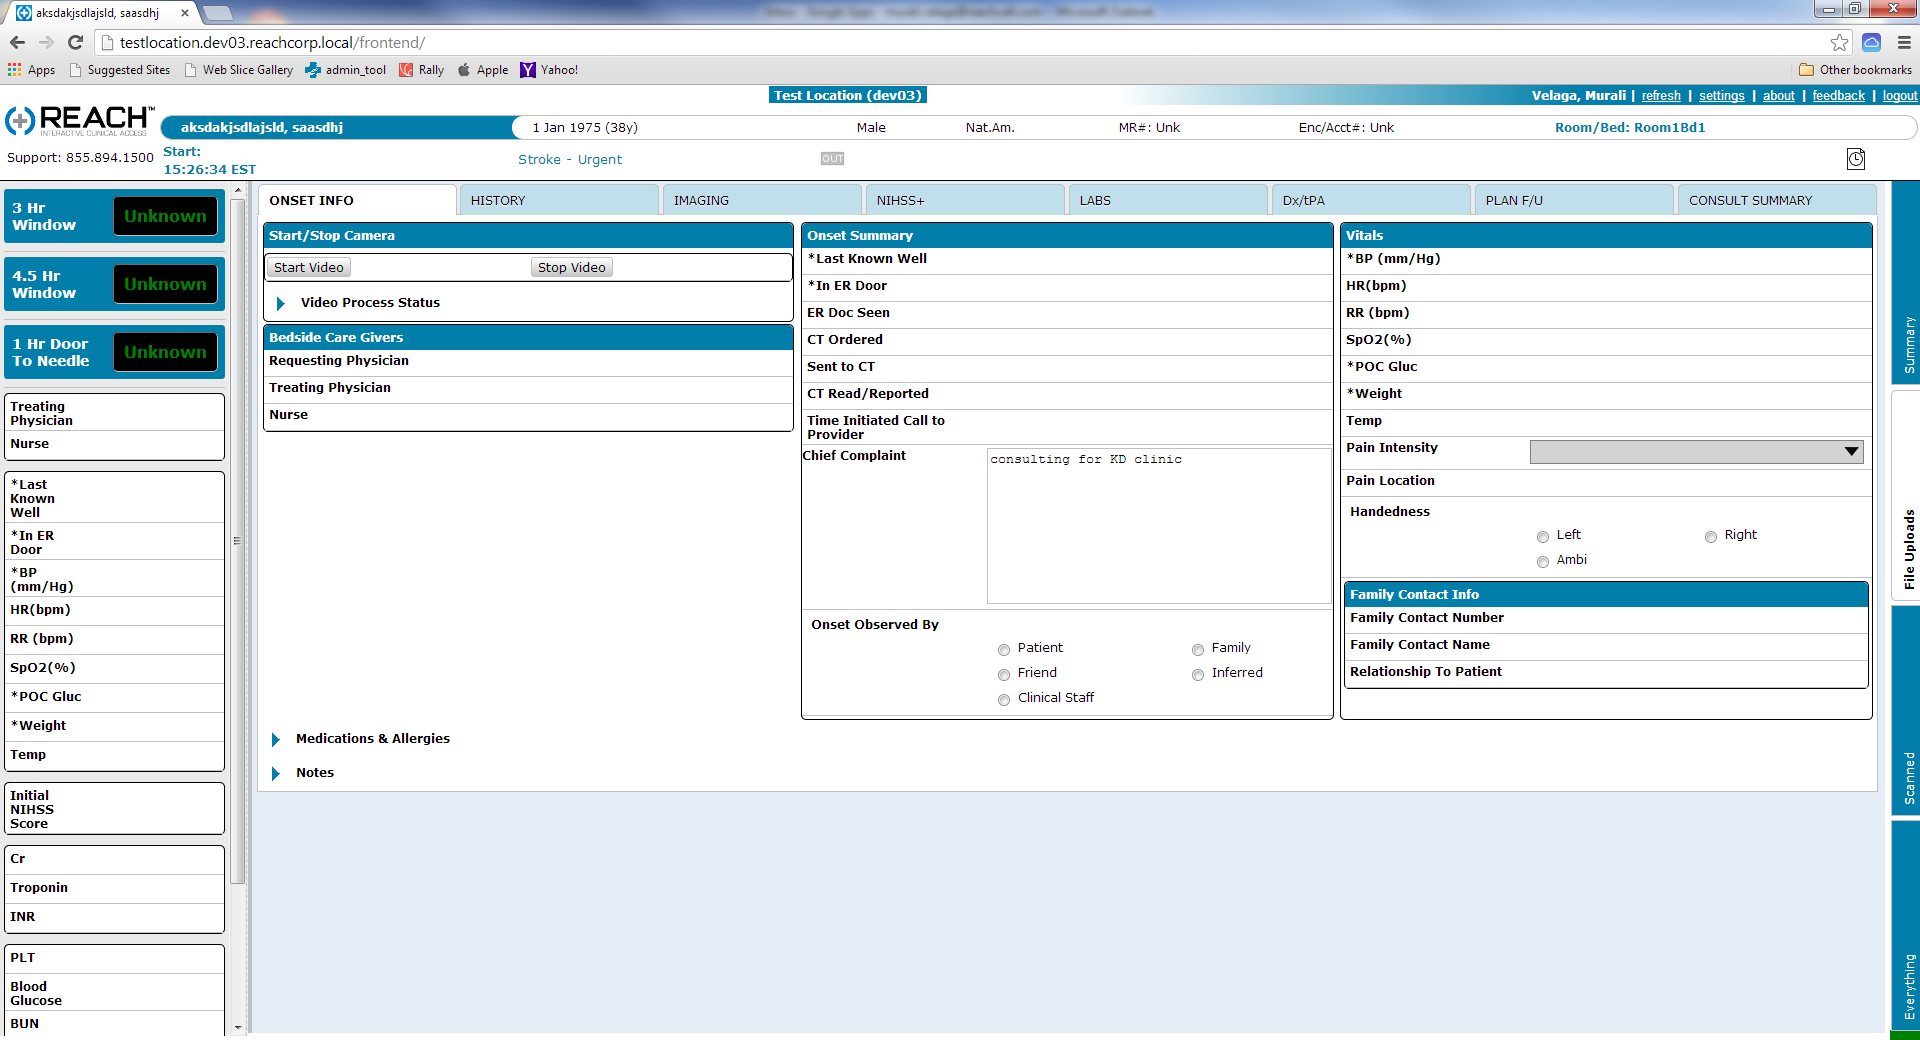 aksdakjsdlajsld, saasdhj
testlocation.dev03.reachcorp.local/frontend/
Apps Suggested Sites Web Slice Gallery admin_tool Rally Apple Yahoo! Other bookmarks
Test Location (dev03) Velaga, Murali | refresh | settings | about | feedback | logout
REACH™
INTERACTIVE CLINICAL ACCESS
aksdakjsdlajsld, saasdhj 1 Jan 1975 (38y) Male Nat.Am. MR#: Unk Enc/Acct#: Unk Room/Bed: Room1Bd1
Support: 855.894.1500
Start:
15:26:34 EST
Stroke - Urgent OUT
3 Hr
Window
Unknown
4.5 Hr
Window
Unknown
1 Hr Door
To Needle
Unknown
Treating
Physician
Nurse
*Last
Known
Well
*In ER
Door
*BP
(mm/Hg)
HR(bpm)
RR (bpm)
SpO2(%)
*POC Gluc
*Weight
Temp
Initial
NIHSS
Score
Cr
Troponin
INR
PLT
Blood
Glucose
BUN
ONSET INFO HISTORY IMAGING NIHSS+ LABS Dx/tPA PLAN F/U CONSULT SUMMARY
Start/Stop Camera
Start Video Stop Video
Video Process Status
Bedside Care Givers
Requesting Physician
Treating Physician
Nurse
Onset Summary
*Last Known Well
*In ER Door
ER Doc Seen
CT Ordered
Sent to CT
CT Read/Reported
Time Initiated Call to
Provider
Chief Complaint consulting for KD clinic
Onset Observed By
Patient Family
Friend Inferred
Clinical Staff
Vitals
*BP (mm/Hg)
HR(bpm)
RR (bpm)
SpO2(%)
*POC Gluc
*Weight
Temp
Pain Intensity
Pain Location
Handedness
Left Right
Ambi
Family Contact Info
Family Contact Number
Family Contact Name
Relationship To Patient
Medications & Allergies
Notes
Summary
File Uploads
Scanned
Everything